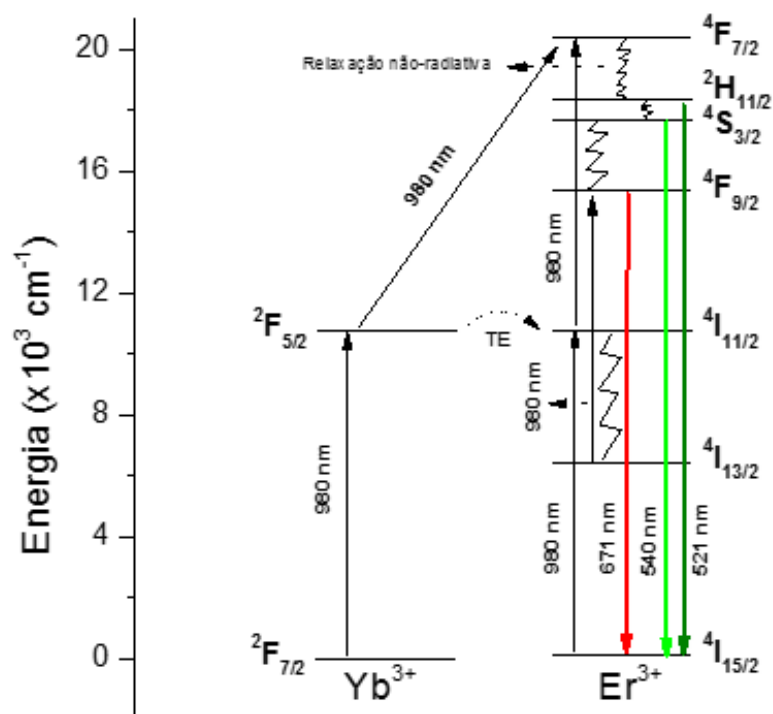 Energia (x10³ cm⁻¹)
20
16
12
8
4
0
Relaxação não-radiativa
980 nm
²F₅/₂
TE
980 nm
²F₇/₂
Yb³⁺
⁴F₇/₂
²H₁₁/₂
⁴S₃/₂
⁴F₉/₂
980 nm
⁴I₁₁/₂
980 nm
⁴I₁₃/₂
980 nm
671 nm
540 nm
521 nm
⁴I₁₅/₂
Er³⁺